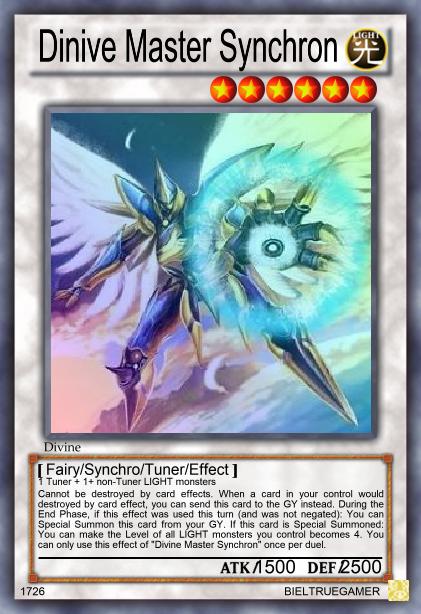 Dinive Master Synchron
LIGHT
光
Divine
[ Fairy/Synchro/Tuner/Effect ]
1 Tuner + 1+ non-Tuner LIGHT monsters
Cannot be destroyed by card effects. When a card in your control would
destroyed by card effect, you can send this card to the GY instead. During the
End Phase, if this effect was used this turn (and was not negated): You can
Special Summon this card from your GY. If this card is Special Summoned:
You can make the Level of all LIGHT monsters you control becomes 4. You
can only use this effect of "Divine Master Synchron" once per duel.
ATK/1500 DEF/2500
1726 BIELTRUEGAMER